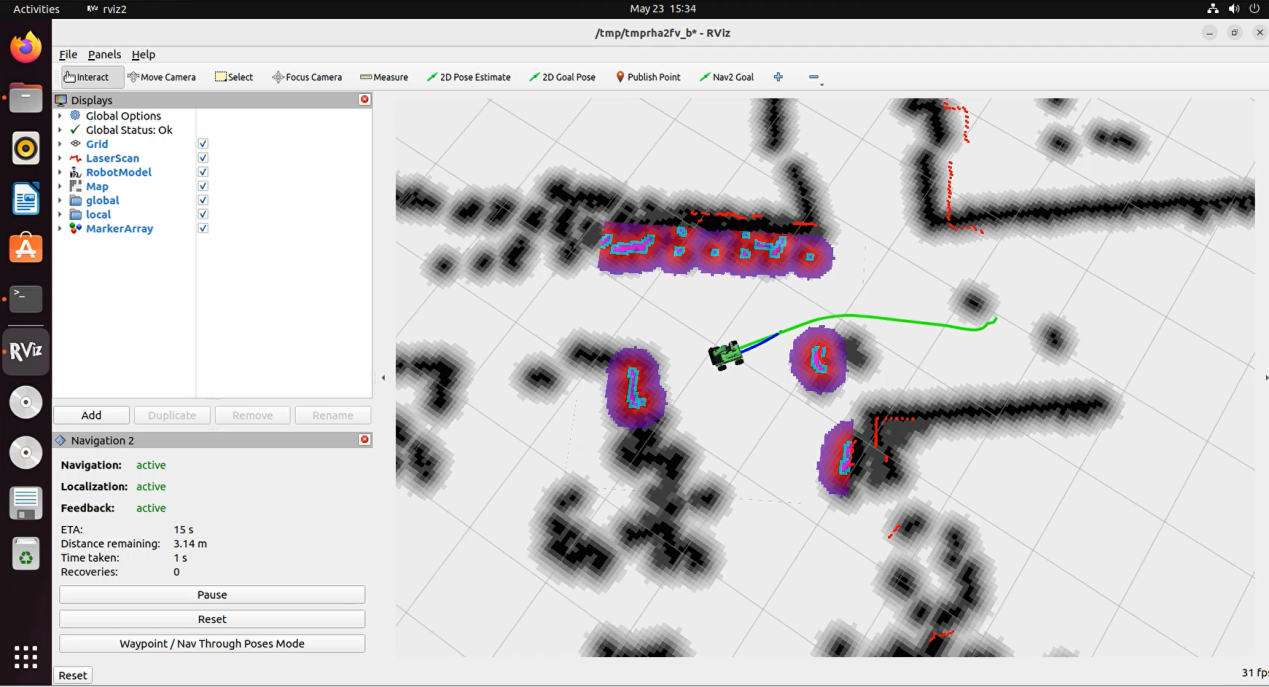 Activities rviz2 May 23 15:34
/tmp/tmprha2fv_b* - RViz
File Panels Help
Interact Move Camera Select Focus Camera Measure 2D Pose Estimate 2D Goal Pose Publish Point Nav2 Goal
Displays
Global Options
Global Status: Ok
Grid
LaserScan
RobotModel
Map
global
local
MarkerArray
RViz
Add Duplicate Remove Rename
Navigation 2
Navigation: active
Localization: active
Feedback: active
ETA: 15 s
Distance remaining: 3.14 m
Time taken: 1 s
Recoveries: 0
Pause
Reset
Waypoint / Nav Through Poses Mode
Reset 31 fps